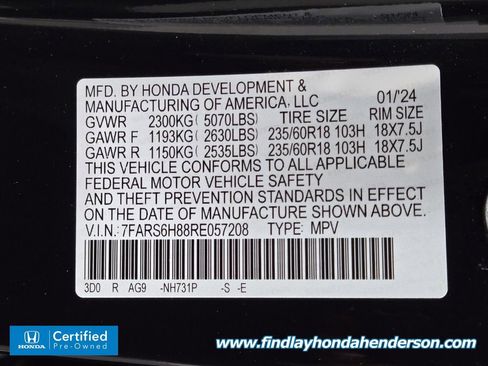 MFD. BY HONDA DEVELOPMENT &
MANUFACTURING OF AMERICA, LLC 01/'24
GVWR 2300KG ( 5070LBS) TIRE SIZE RIM SIZE
GAWR F 1193KG ( 2630LBS) 235/60R18 103H 18X7.5J
GAWR R 1150KG ( 2535LBS) 235/60R18 103H 18X7.5J
THIS VEHICLE CONFORMS TO ALL APPLICABLE
FEDERAL MOTOR VEHICLE SAFETY
AND THEFT PREVENTION STANDARDS IN EFFECT ON
THE DATE OF MANUFACTURE SHOWN ABOVE.
V.I.N.: 7FARS6H88RE057208 TYPE: MPV
3D0 R AG9 -NH731P -S -E
HONDA
Certified
Pre-Owned
www.findlayhondahenderson.com